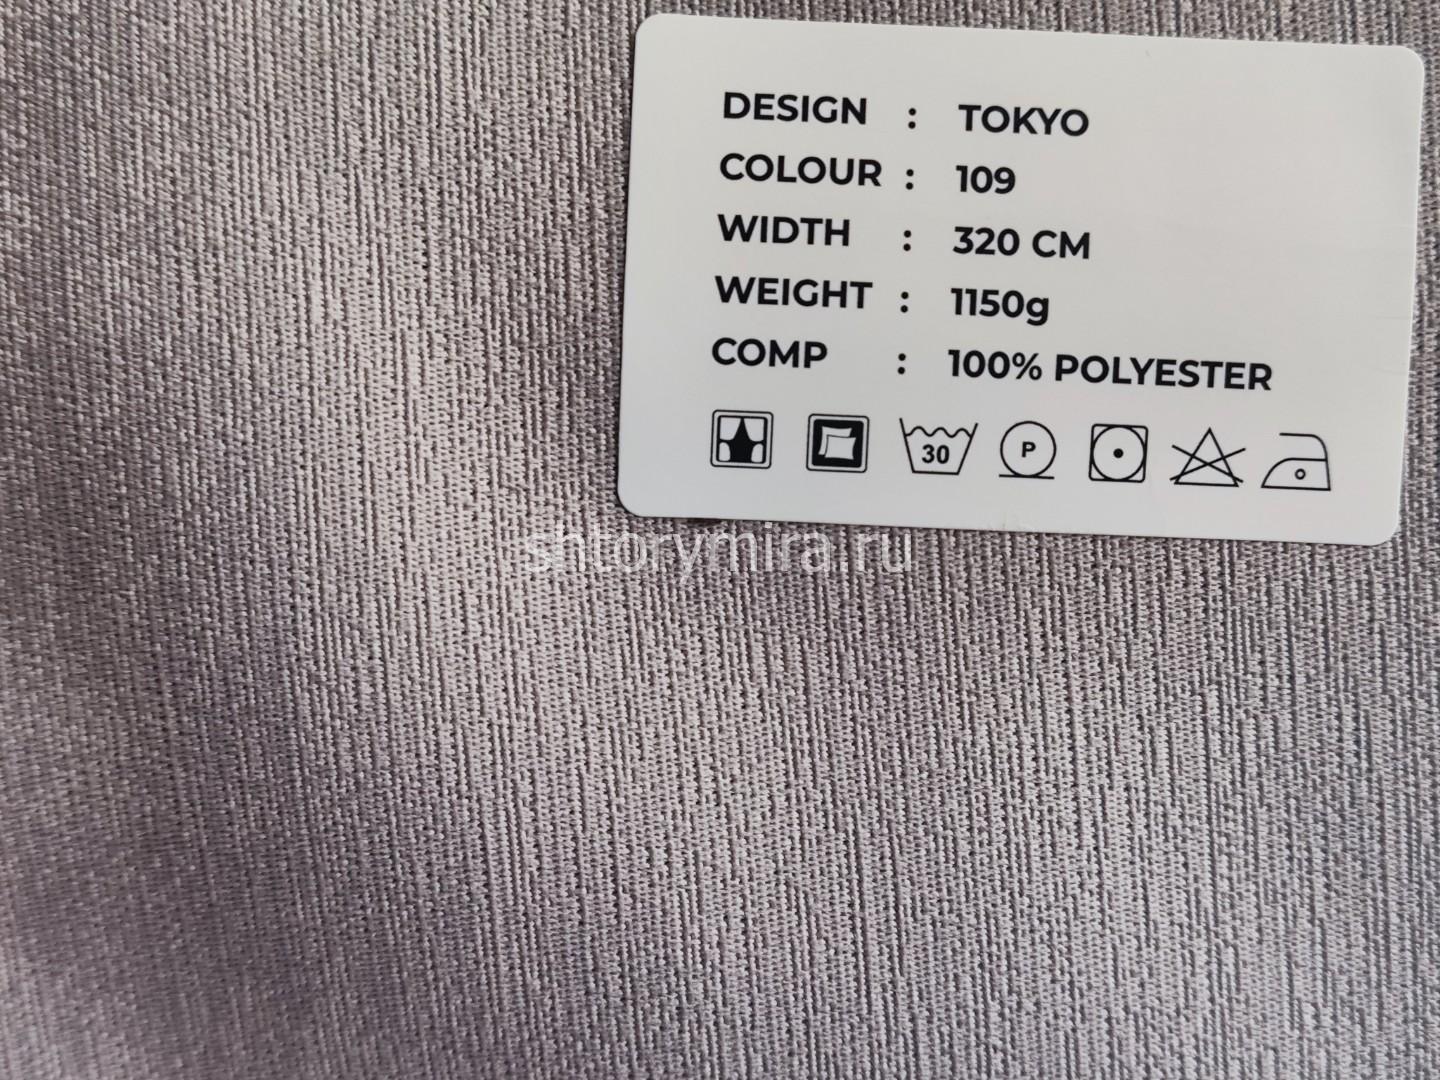 DESIGN : TOKYO
COLOUR : 109
WIDTH : 320 CM
WEIGHT : 1150g
COMP : 100% POLYESTER
30 P
shtorymira.ru